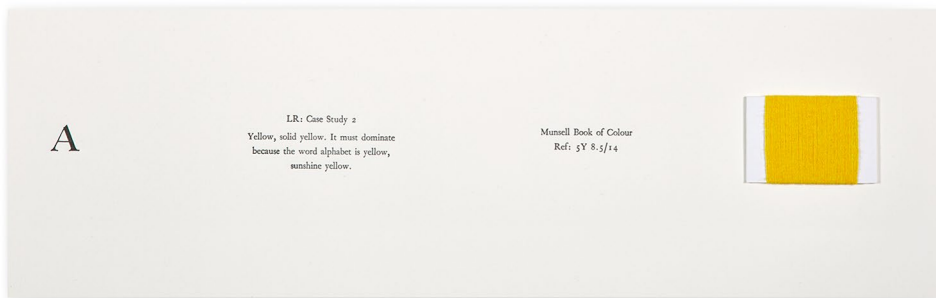 A
LR: Case Study 2
Yellow, solid yellow. It must dominate
because the word alphabet is yellow,
sunshine yellow.
Munsell Book of Colour
Ref: 5Y 8.5/14